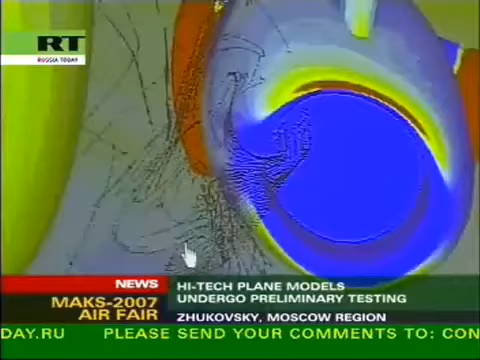 RT
RUSSIA TODAY
NEWS
HI-TECH PLANE MODELS
UNDERGO PRELIMINARY TESTING
MAKS-2007
AIR FAIR
ZHUKOVSKY, MOSCOW REGION
DAY.RU PLEASE SEND YOUR COMMENTS TO: CON